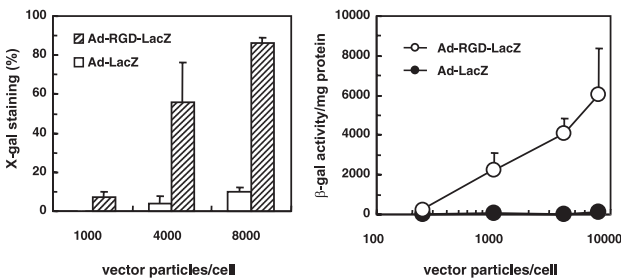 X-gal staining (%)
100
80
60
40
20
0
Ad-RGD-LacZ
Ad-LacZ
1000
4000
8000
vector particles/cell
β-gal activity/mg protein
10000
8000
6000
4000
2000
0
Ad-RGD-LacZ
Ad-LacZ
100
1000
10000
vector particles/cell